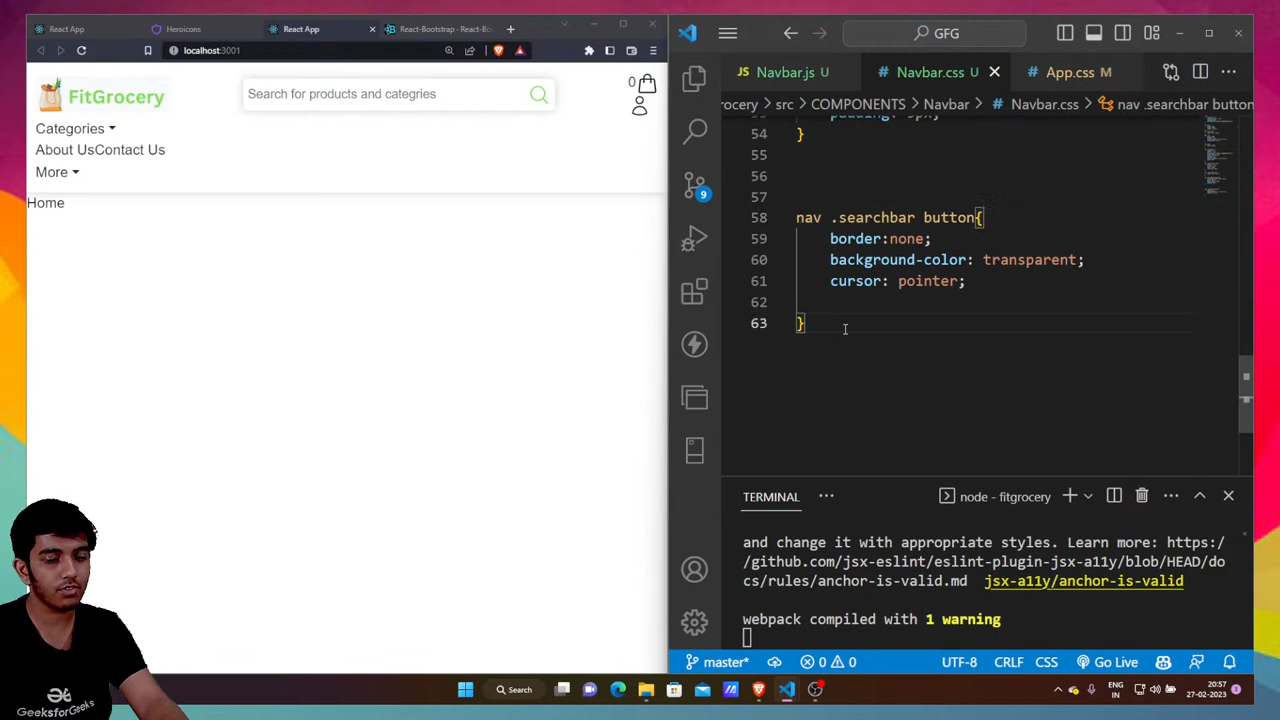 React App
Heroicons
React App
React-Bootstrap - React-Bo
localhost:3001
FitGrocery
Search for products and categries
0
Categories
About UsContact Us
More
Home
GFG
Navbar.js U
Navbar.css U
App.css M
rocery > src > COMPONENTS > Navbar > # Navbar.css > nav .searchbar button
54 }
55
56
57
58 nav .searchbar button{
59 border:none;
60 background-color: transparent;
61 cursor: pointer;
62
63 }
9
TERMINAL
node - fitgrocery
and change it with appropriate styles. Learn more: https:/
/github.com/jsx-eslint/eslint-plugin-jsx-a11y/blob/HEAD/do
cs/rules/anchor-is-valid.md jsx-a11y/anchor-is-valid
webpack compiled with 1 warning
master* 0 0 UTF-8 CRLF CSS Go Live
Search
ENG
IN
20:57
27-02-2023
GeeksforGeeks